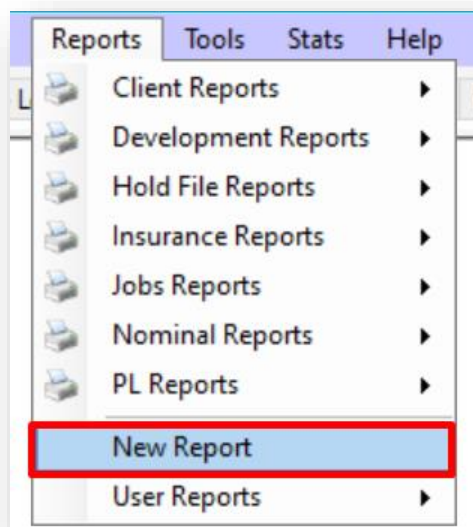 Reports Tools Stats Help
L
Client Reports
Development Reports
Hold File Reports
Insurance Reports
Jobs Reports
Nominal Reports
PL Reports
New Report
User Reports